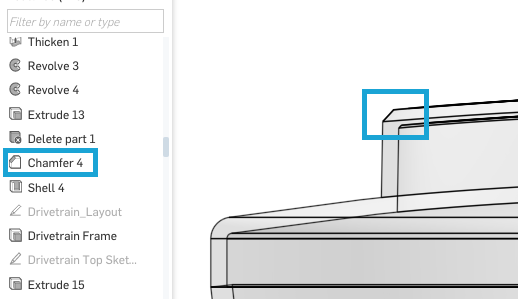 Filter by name or type
Thicken 1
Revolve 3
Revolve 4
Extrude 13
Delete part 1
Chamfer 4
Shell 4
Drivetrain_Layout
Drivetrain Frame
Drivetrain Top Sket...
Extrude 15